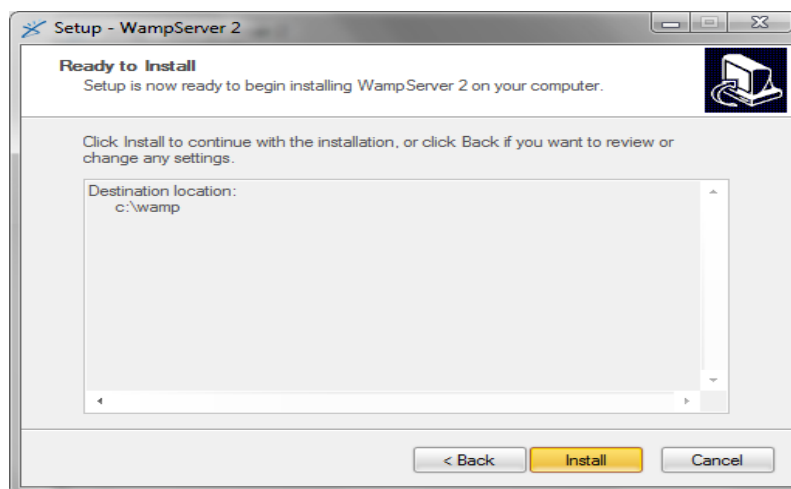 Setup - WampServer 2
Ready to Install
Setup is now ready to begin installing WampServer 2 on your computer.
Click Install to continue with the installation, or click Back if you want to review or
change any settings.
Destination location:
c:\wamp
< Back
Install
Cancel